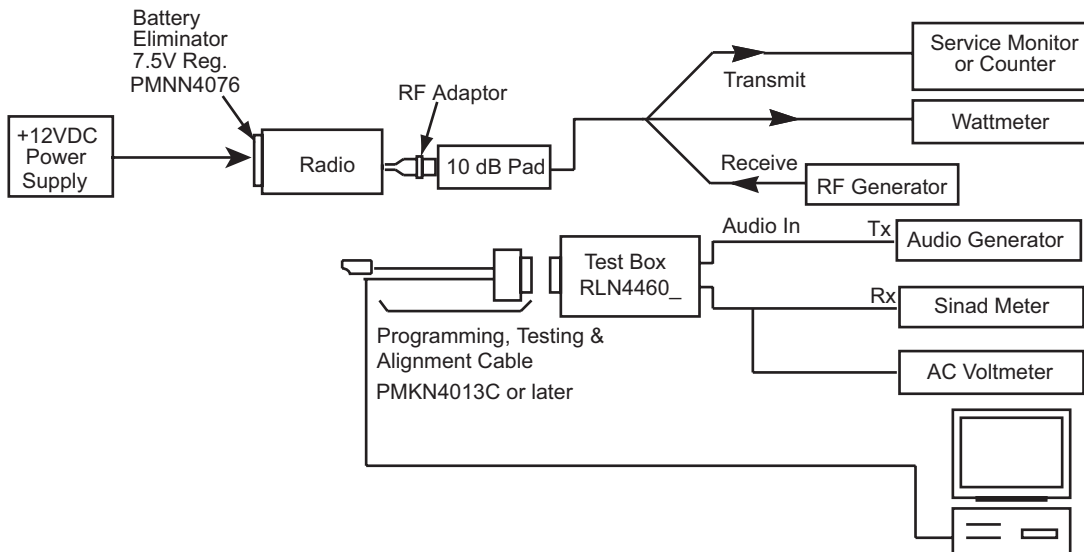 Battery
Eliminator
7.5V Reg.
PMNN4076
+12VDC
Power
Supply
Radio
RF Adaptor
10 dB Pad
Transmit
Service Monitor
or Counter
Wattmeter
Receive
RF Generator
Audio In
Tx
Audio Generator
Test Box
RLN4460_
Rx
Sinad Meter
AC Voltmeter
Programming, Testing &
Alignment Cable
PMKN4013C or later